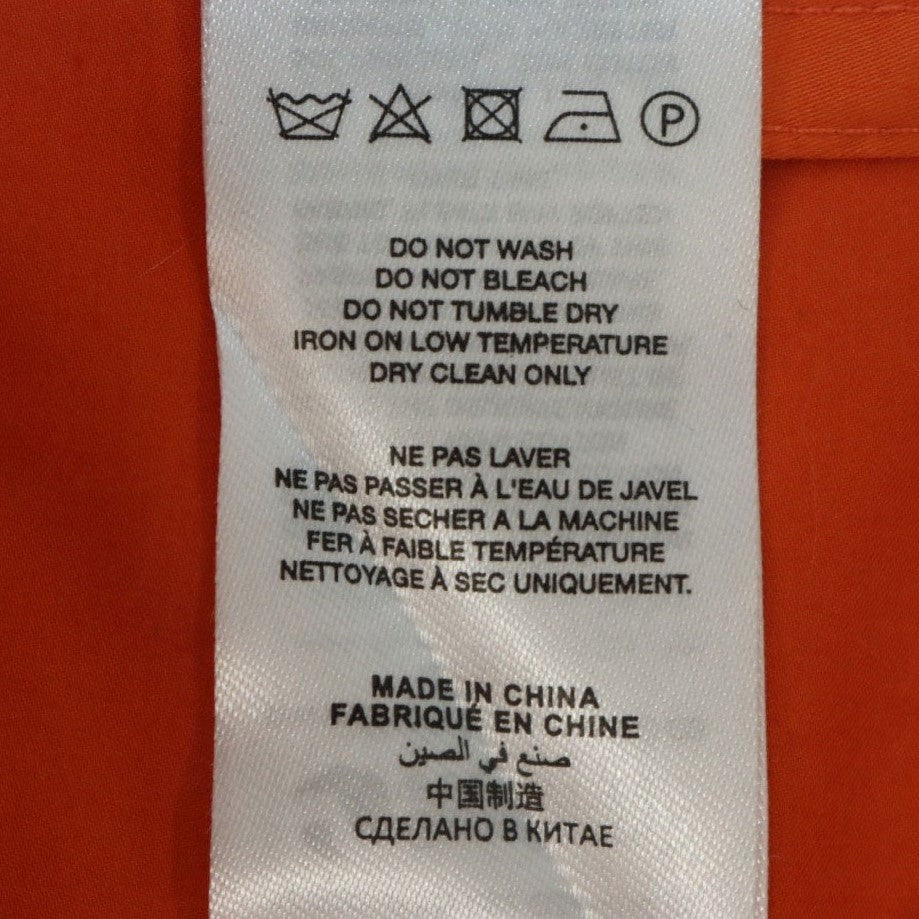 P
DO NOT WASH
DO NOT BLEACH
DO NOT TUMBLE DRY
IRON ON LOW TEMPERATURE
DRY CLEAN ONLY
NE PAS LAVER
NE PAS PASSER À L'EAU DE JAVEL
NE PAS SECHER A LA MACHINE
FER À FAIBLE TEMPÉRATURE
NETTOYAGE À SEC UNIQUEMENT.
MADE IN CHINA
FABRIQUÉ EN CHINE
صنع في الصين
中国制造
СДЕЛАНО В КИТАЕ